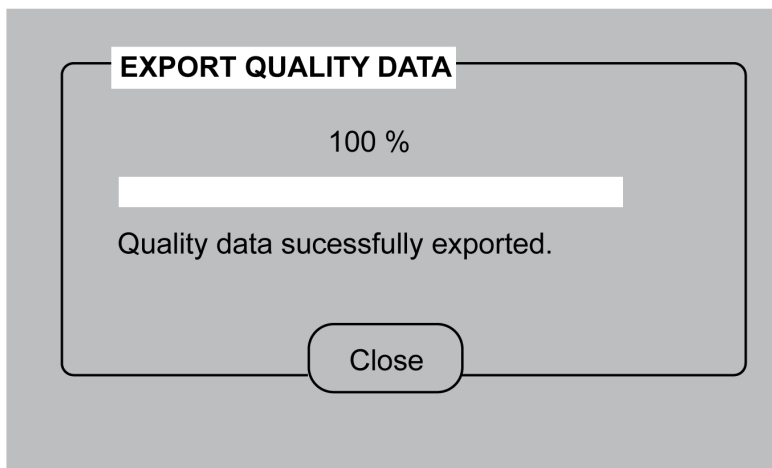 EXPORT QUALITY DATA
100 %
Quality data sucessfully exported.
Close